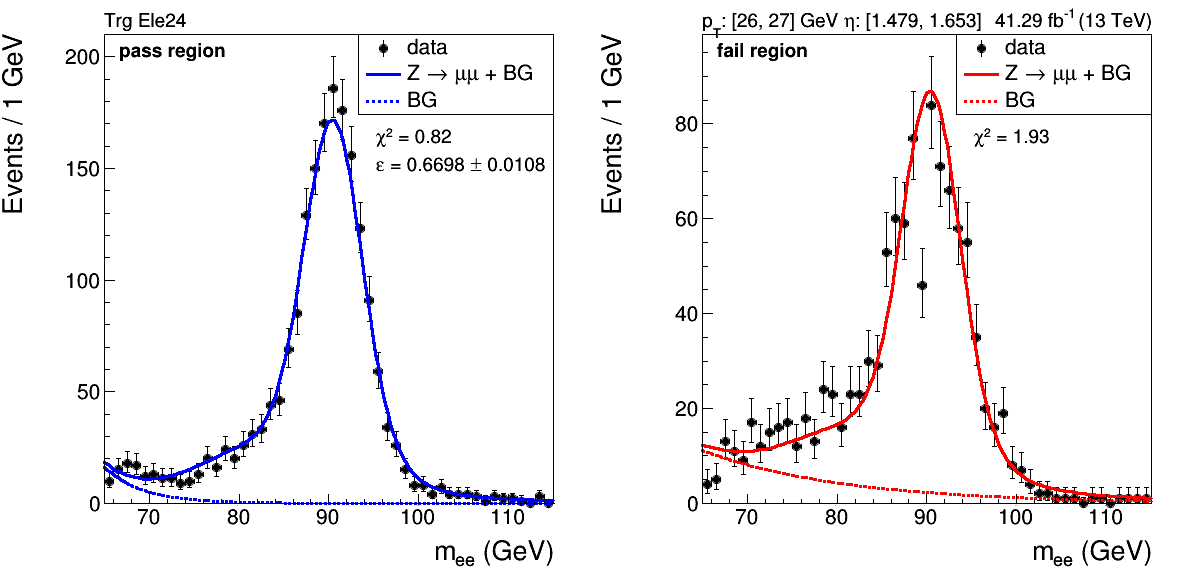 Trg Ele24
pass region
data
Z → μμ + BG
BG
χ² = 0.82
ε = 0.6698 ± 0.0108
Events / 1 GeV
200
150
100
50
0
70 80 90 100 110
m_ee (GeV)
p_T: [26, 27] GeV η: [1.479, 1.653] 41.29 fb⁻¹ (13 TeV)
fail region
data
Z → μμ + BG
BG
χ² = 1.93
Events / 1 GeV
80
60
40
20
0
70 80 90 100 110
m_ee (GeV)